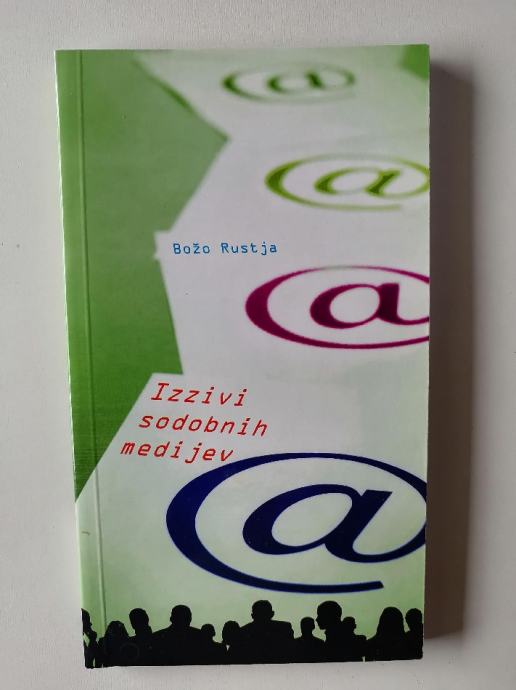 @
@
Božo Rustja
@
Izzivi
sodobnih
medijev
@